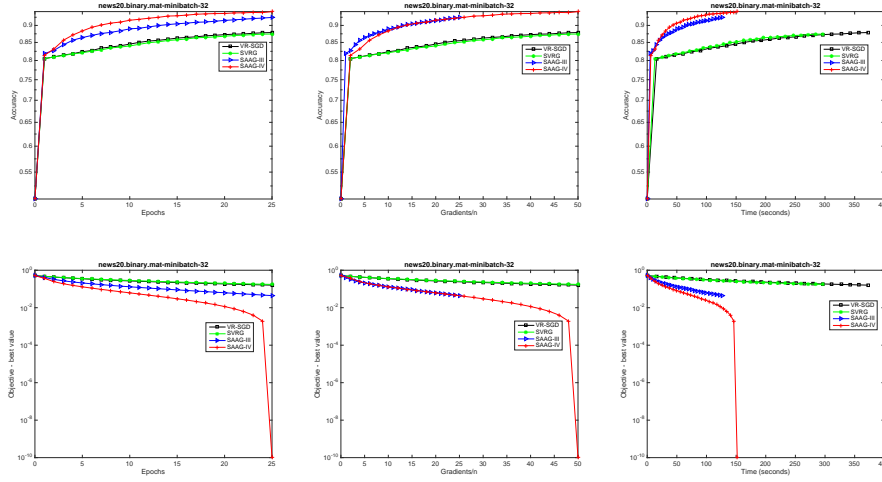 news20.binary.mat-minibatch-32
Accuracy
0.9
0.85
0.8
0.75
0.7
0.65
0.6
0.55
VR-SGD
SVRG
SAAG-III
SAAG-IV
0 5 10 15 20 25
Epochs
news20.binary.mat-minibatch-32
Accuracy
0.9
0.85
0.8
0.75
0.7
0.65
0.6
0.55
VR-SGD
SVRG
SAAG-III
SAAG-IV
0 5 10 15 20 25 30 35 40 45 50
Gradients/n
news20.binary.mat-minibatch-32
Accuracy
0.9
0.85
0.8
0.75
0.7
0.65
0.6
0.55
VR-SGD
SVRG
SAAG-III
SAAG-IV
0 50 100 150 200 250 300 350 400
Time (seconds)
news20.binary.mat-minibatch-32
Objective - best value
10^0
10^-2
10^-4
10^-6
10^-8
10^-10
VR-SGD
SVRG
SAAG-III
SAAG-IV
0 5 10 15 20 25
Epochs
news20.binary.mat-minibatch-32
Objective - best value
10^0
10^-2
10^-4
10^-6
10^-8
10^-10
VR-SGD
SVRG
SAAG-III
SAAG-IV
0 5 10 15 20 25 30 35 40 45 50
Gradients/n
news20.binary.mat-minibatch-32
Objective - best value
10^0
10^-2
10^-4
10^-6
10^-8
10^-10
VR-SGD
SVRG
SAAG-III
SAAG-IV
0 50 100 150 200 250 300 350
Time (seconds)